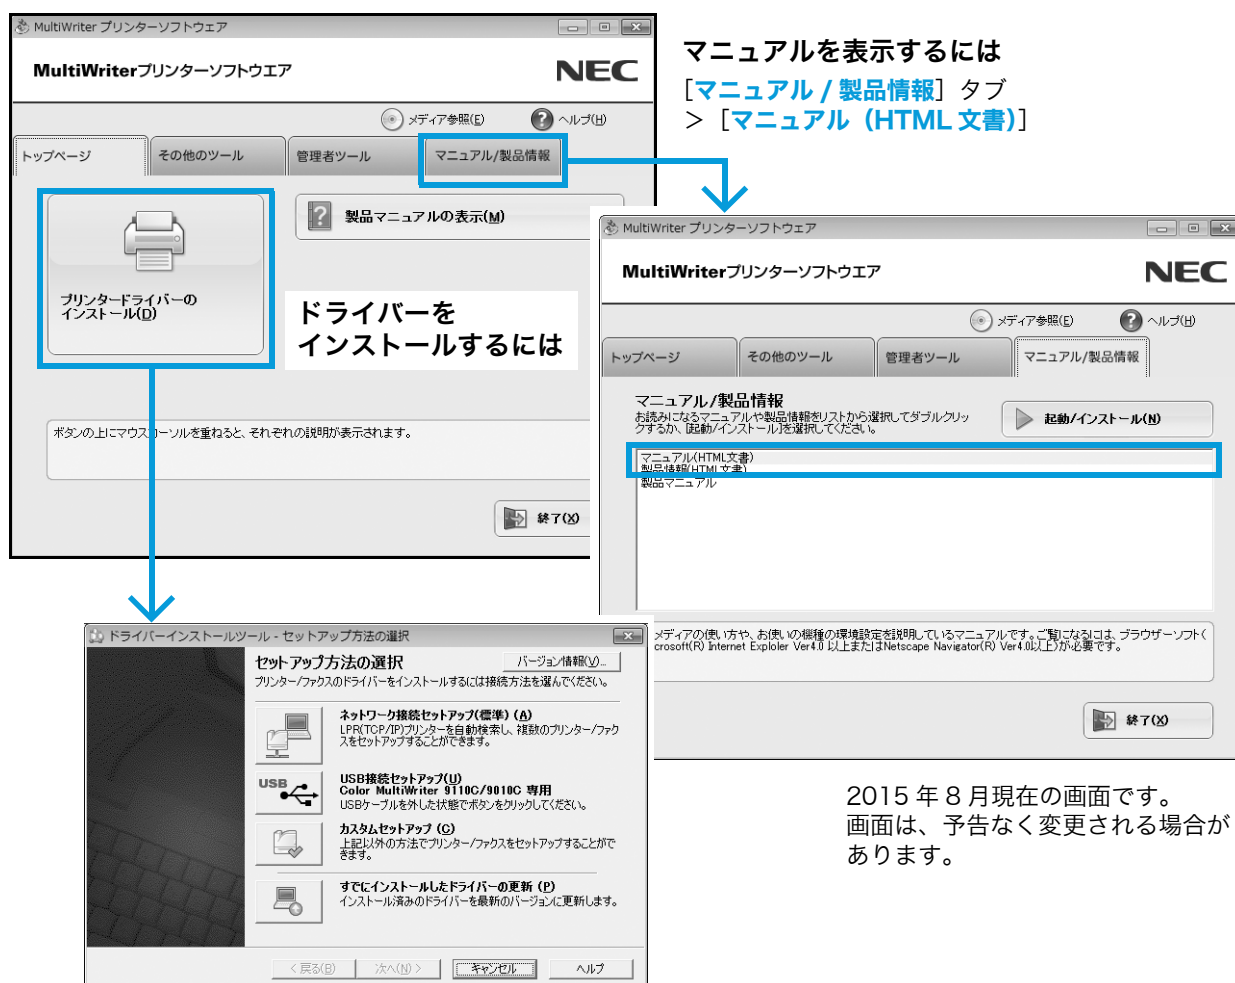 MultiWriter プリンターソフトウエア
MultiWriterプリンターソフトウエア
NEC
メディア参照(E)
ヘルプ(H)
トップページ
その他のツール
管理者ツール
マニュアル/製品情報
製品マニュアルの表示(M)
プリンタードライバーの
インストール(D)
ドライバーを
インストールするには
ボタンの上にマウスカーソルを重ねると、それぞれの説明が表示されます。
終了(X)
マニュアルを表示するには
[マニュアル / 製品情報] タブ
> [マニュアル（HTML 文書）]
MultiWriter プリンターソフトウエア
MultiWriterプリンターソフトウエア
NEC
メディア参照(E)
ヘルプ(H)
トップページ
その他のツール
管理者ツール
マニュアル/製品情報
マニュアル/製品情報
お読みになるマニュアルや製品情報をリストから選択してダブルクリッ
クするか、[起動/インストール]を選択してください。
起動/インストール(N)
マニュアル(HTML文書)
製品情報(HTML文書)
製品マニュアル
メディアの使い方や、お使いの機種の環境設定を説明しているマニュアルです。ご覧になるには、ブラウザーソフト(
crosoft(R) Internet Exploler Ver4.0 以上またはNetscape Navigator(R) Ver4.0以上)が必要です。
終了(X)
ドライバーインストールツール - セットアップ方法の選択
セットアップ方法の選択
バージョン情報(V)...
プリンター/ファクスのドライバーをインストールするには接続方法を選んでください。
ネットワーク接続セットアップ(標準) (A)
LPR(TCP/IP)プリンターを自動検索し、複数のプリンター/ファク
スをセットアップすることができます。
USB
USB接続セットアップ(U)
Color MultiWriter 9110C/9010C 専用
USBケーブルを外した状態でボタンをクリックしてください。
カスタムセットアップ (C)
上記以外の方法でプリンター/ファクスをセットアップすることがで
きます。
すでにインストールしたドライバーの更新 (P)
インストール済みのドライバーを最新のバージョンに更新します。
< 戻る(B)
次へ(N) >
キャンセル
ヘルプ
2015 年 8 月現在の画面です。
画面は、予告なく変更される場合が
あります。